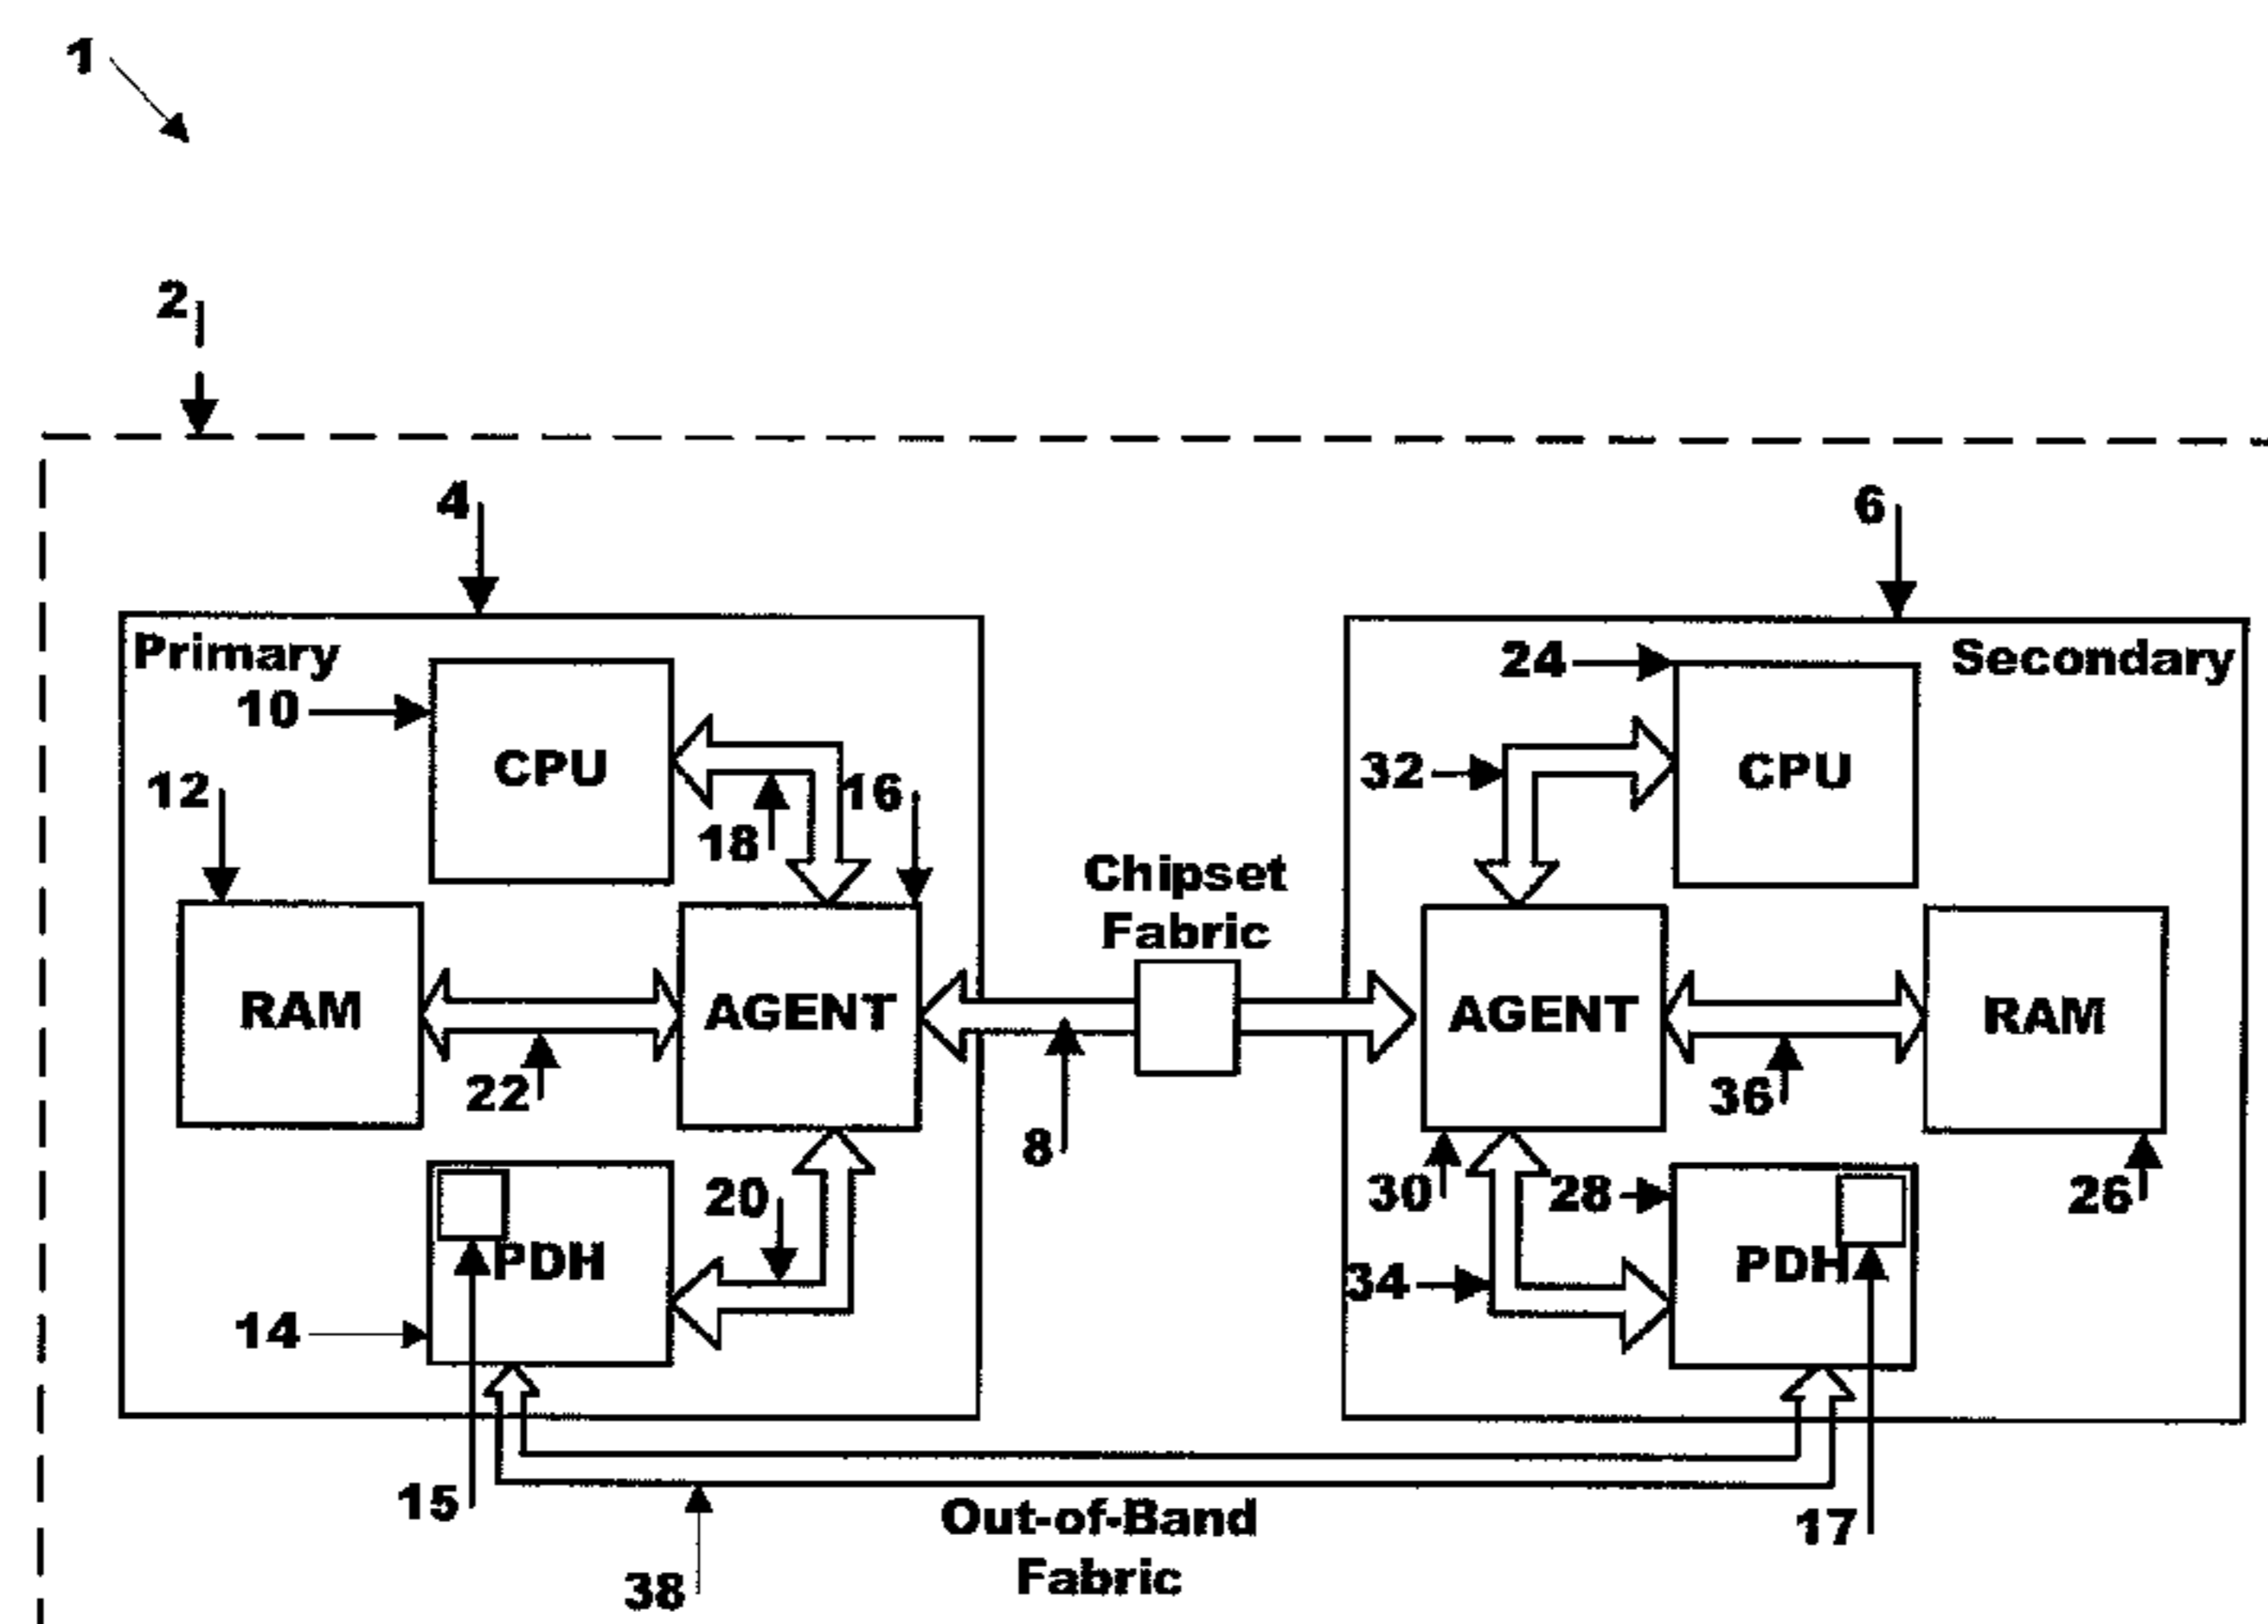 1
2
4
6
Primary
Secondary
24
10
CPU
CPU
32
12
16
18
Chipset
Fabric
RAM
AGENT
AGENT
RAM
22
8
36
30
28
26
20
PDH
PDH
34
14
15
17
Out-of-Band
Fabric
38